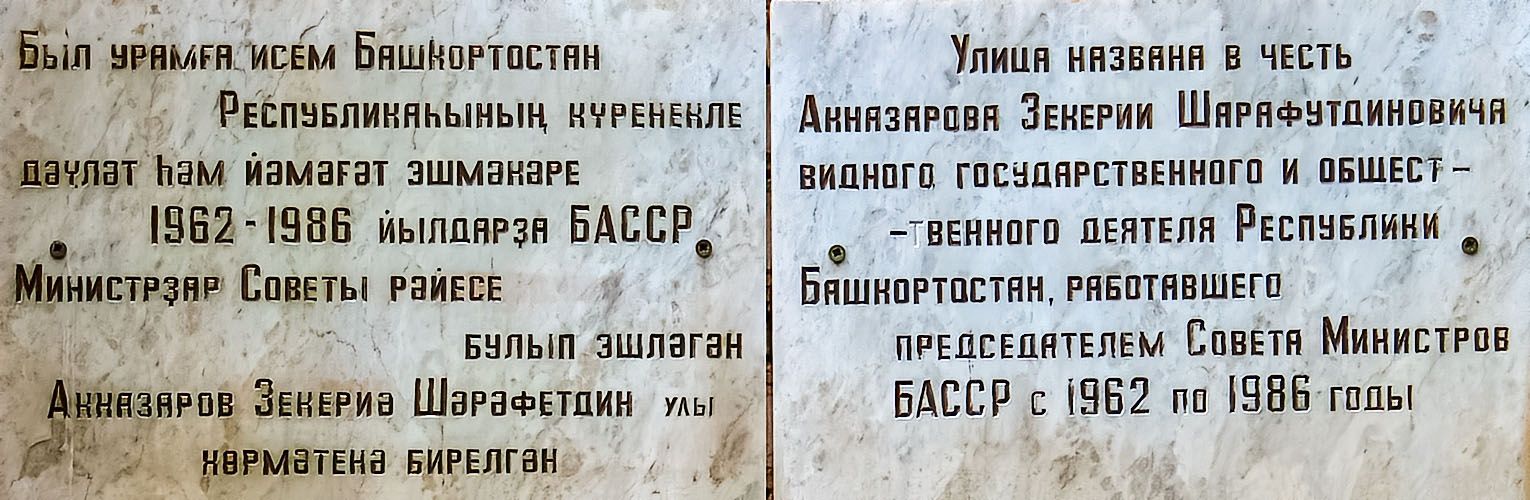 Был урамға исем Башҡортостан
Республикаһының күренекле
дәүләт һәм йәмәғәт эшмәкәре
1962-1986 йылдарҙа БАССР
Министрҙар Советы рәйесе
булып эшләгән
Акназаров Зекериә Шәрәфетдин улы
хөрмәтенә бирелгән
Улица названа в честь
Акназарова Зекерии Шарафутдиновича
видного государственного и общест-
-твенного деятеля Республики
Башкортостан, работавшего
председателем Совета Министров
БАССР с 1962 по 1986 годы